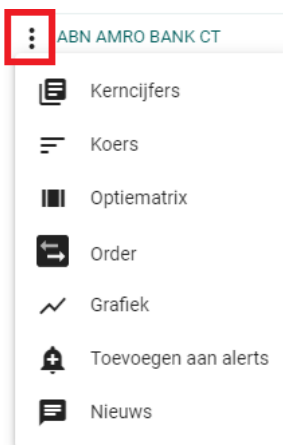 ABN AMRO BANK CT
Kerncijfers
Koers
Optiematrix
Order
Grafiek
Toevoegen aan alerts
Nieuws